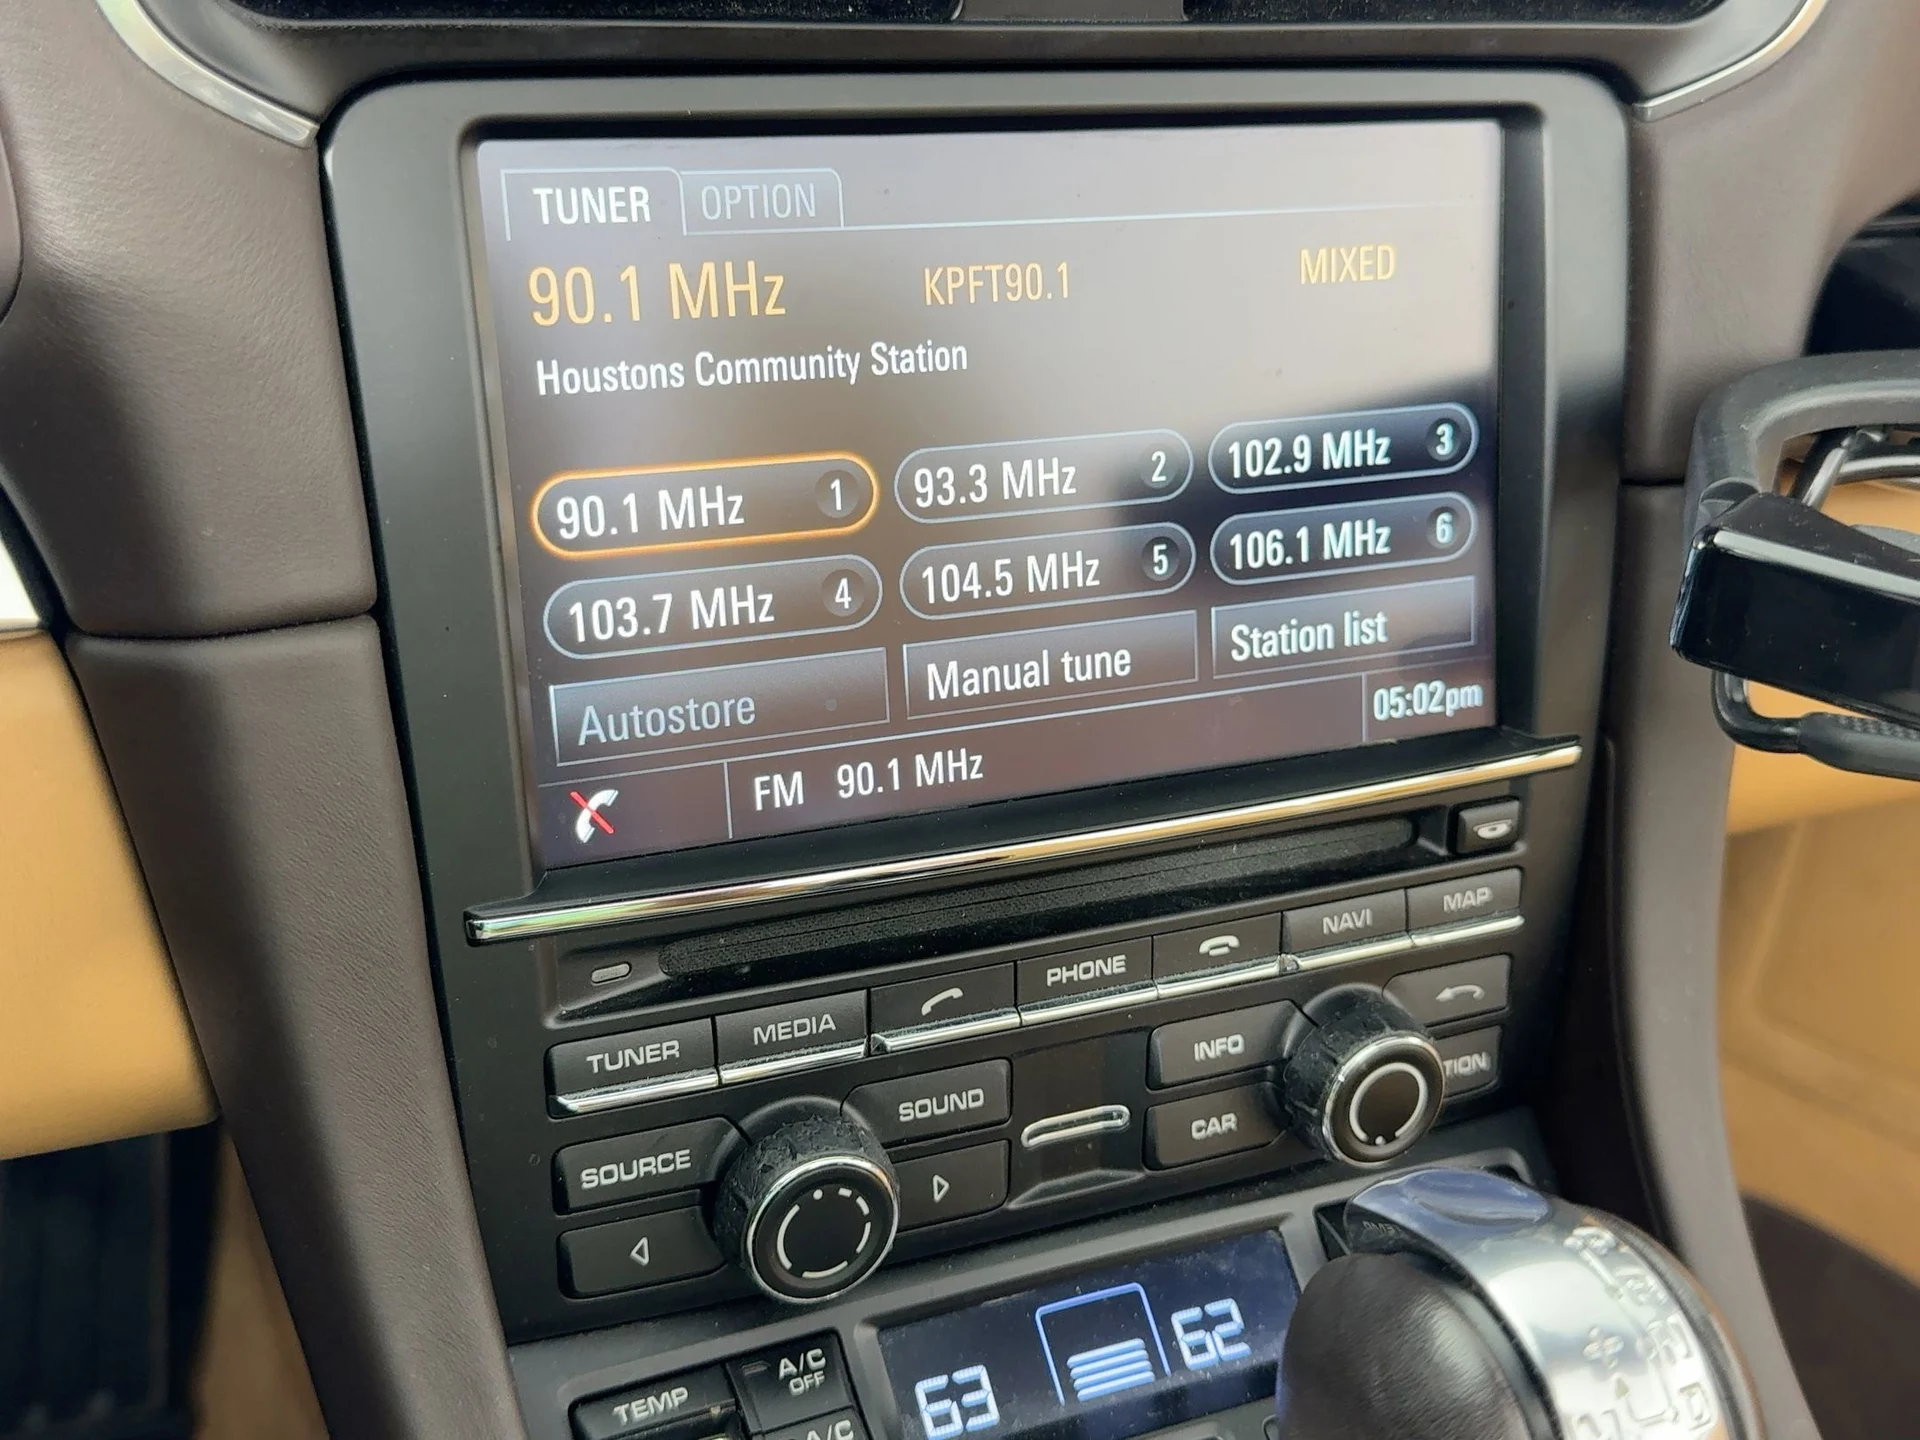 TUNER OPTION
90.1 MHz KPFT90.1 MIXED
Houstons Community Station
90.1 MHz 1 93.3 MHz 2 102.9 MHz 3
103.7 MHz 4 104.5 MHz 5 106.1 MHz 6
Autostore Manual tune Station list
FM 90.1 MHz 05:02pm
TUNER MEDIA PHONE NAVI MAP
SOURCE SOUND INFO TION
CAR
63 62
TEMP A/C
OFF
A/C